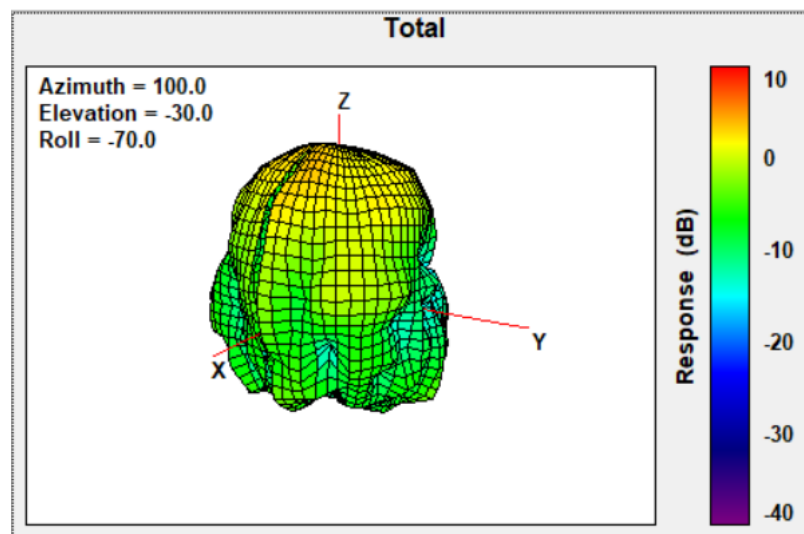 Total
Azimuth = 100.0
Elevation = -30.0
Roll = -70.0
Z
Y
X
Response (dB)
10
0
-10
-20
-30
-40